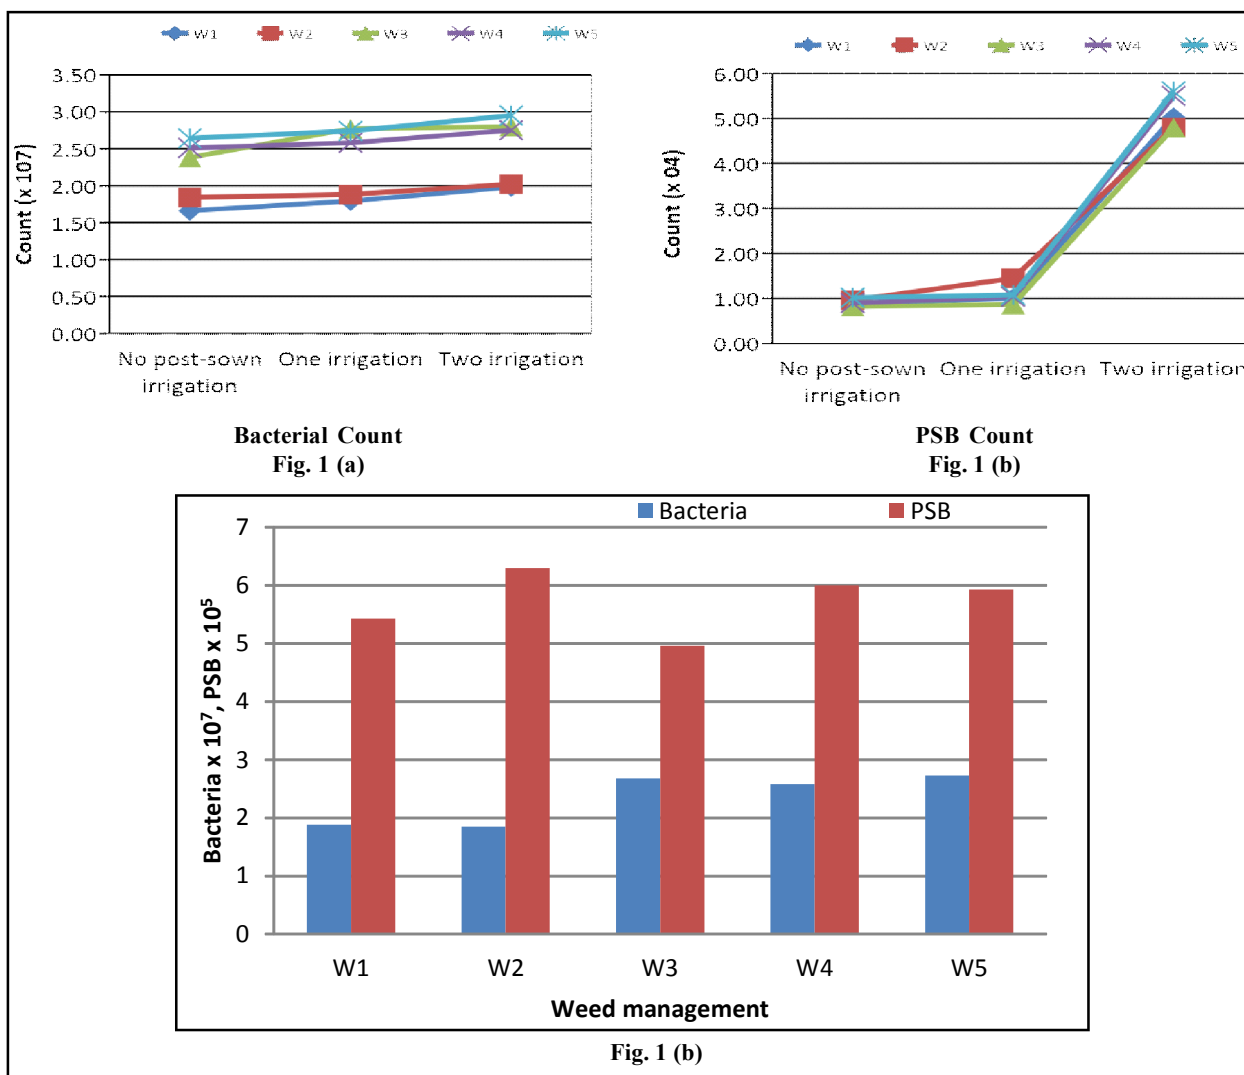 W1 W2 W3 W4 W5
3.50
3.00
2.50
2.00
1.50
1.00
0.50
0.00
Count (x 107)
No post-sown One irrigation Two irrigation
irrigation
Bacterial Count
Fig. 1 (a)
W1 W2 W3 W4 W5
6.00
5.00
4.00
3.00
2.00
1.00
0.00
Count (x 04)
No post-sown One irrigation Two irrigation
irrigation
PSB Count
Fig. 1 (b)
Bacteria PSB
7
6
5
4
3
2
1
0
Bacteria x 10⁷, PSB x 10⁵
W1 W2 W3 W4 W5
Weed management
Fig. 1 (b)